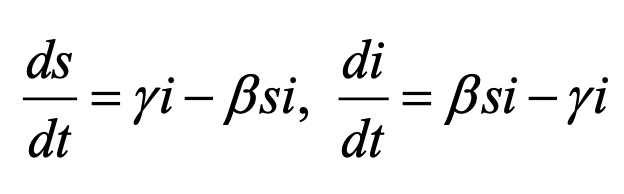 ds/dt = γi − βsi, di/dt = βsi − γi